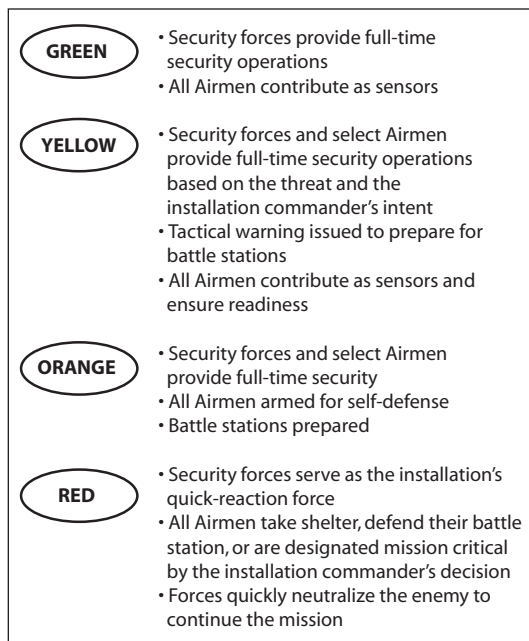 GREEN
• Security forces provide full-time
security operations
• All Airmen contribute as sensors
YELLOW
• Security forces and select Airmen
provide full-time security operations
based on the threat and the
installation commander’s intent
• Tactical warning issued to prepare for
battle stations
• All Airmen contribute as sensors and
ensure readiness
ORANGE
• Security forces and select Airmen
provide full-time security
• All Airmen armed for self-defense
• Battle stations prepared
RED
• Security forces serve as the installation’s
quick-reaction force
• All Airmen take shelter, defend their battle
station, or are designated mission critical
by the installation commander’s decision
• Forces quickly neutralize the enemy to
continue the mission